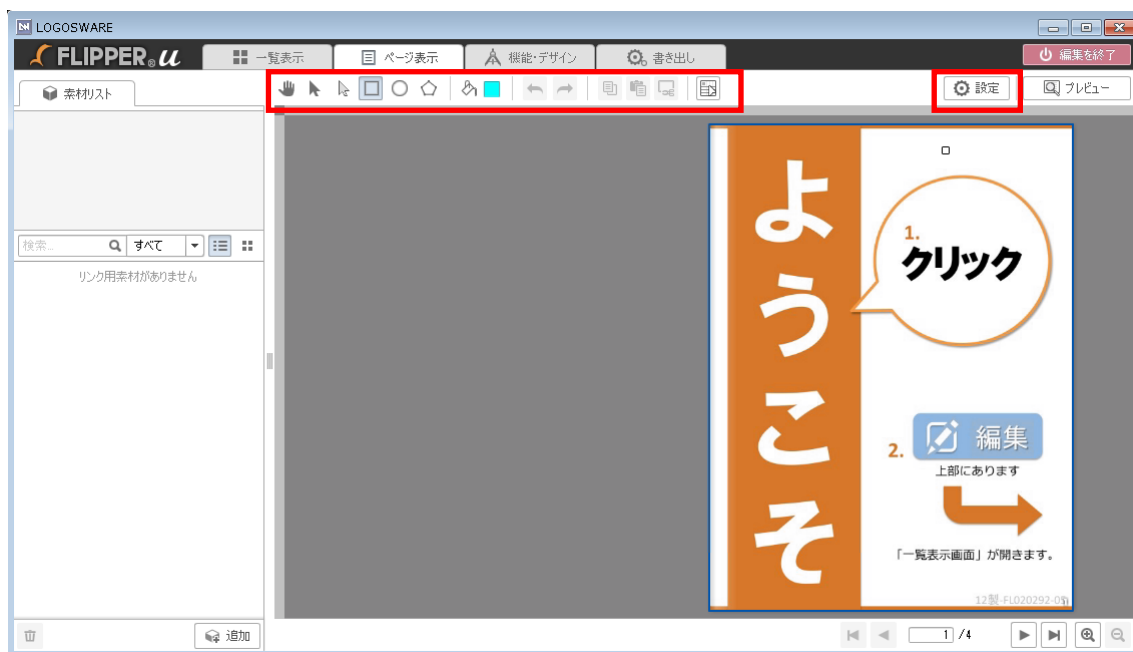 LOGOSWARE
FLIPPER® u
一覧表示
ページ表示
機能・デザイン
書き出し
編集を終了
素材リスト
設定
プレビュー
検索...
すべて
リンク用素材がありません
追加
ようこそ
1.
クリック
2.
編集
上部にあります
「一覧表示画面」が開きます。
1 /4